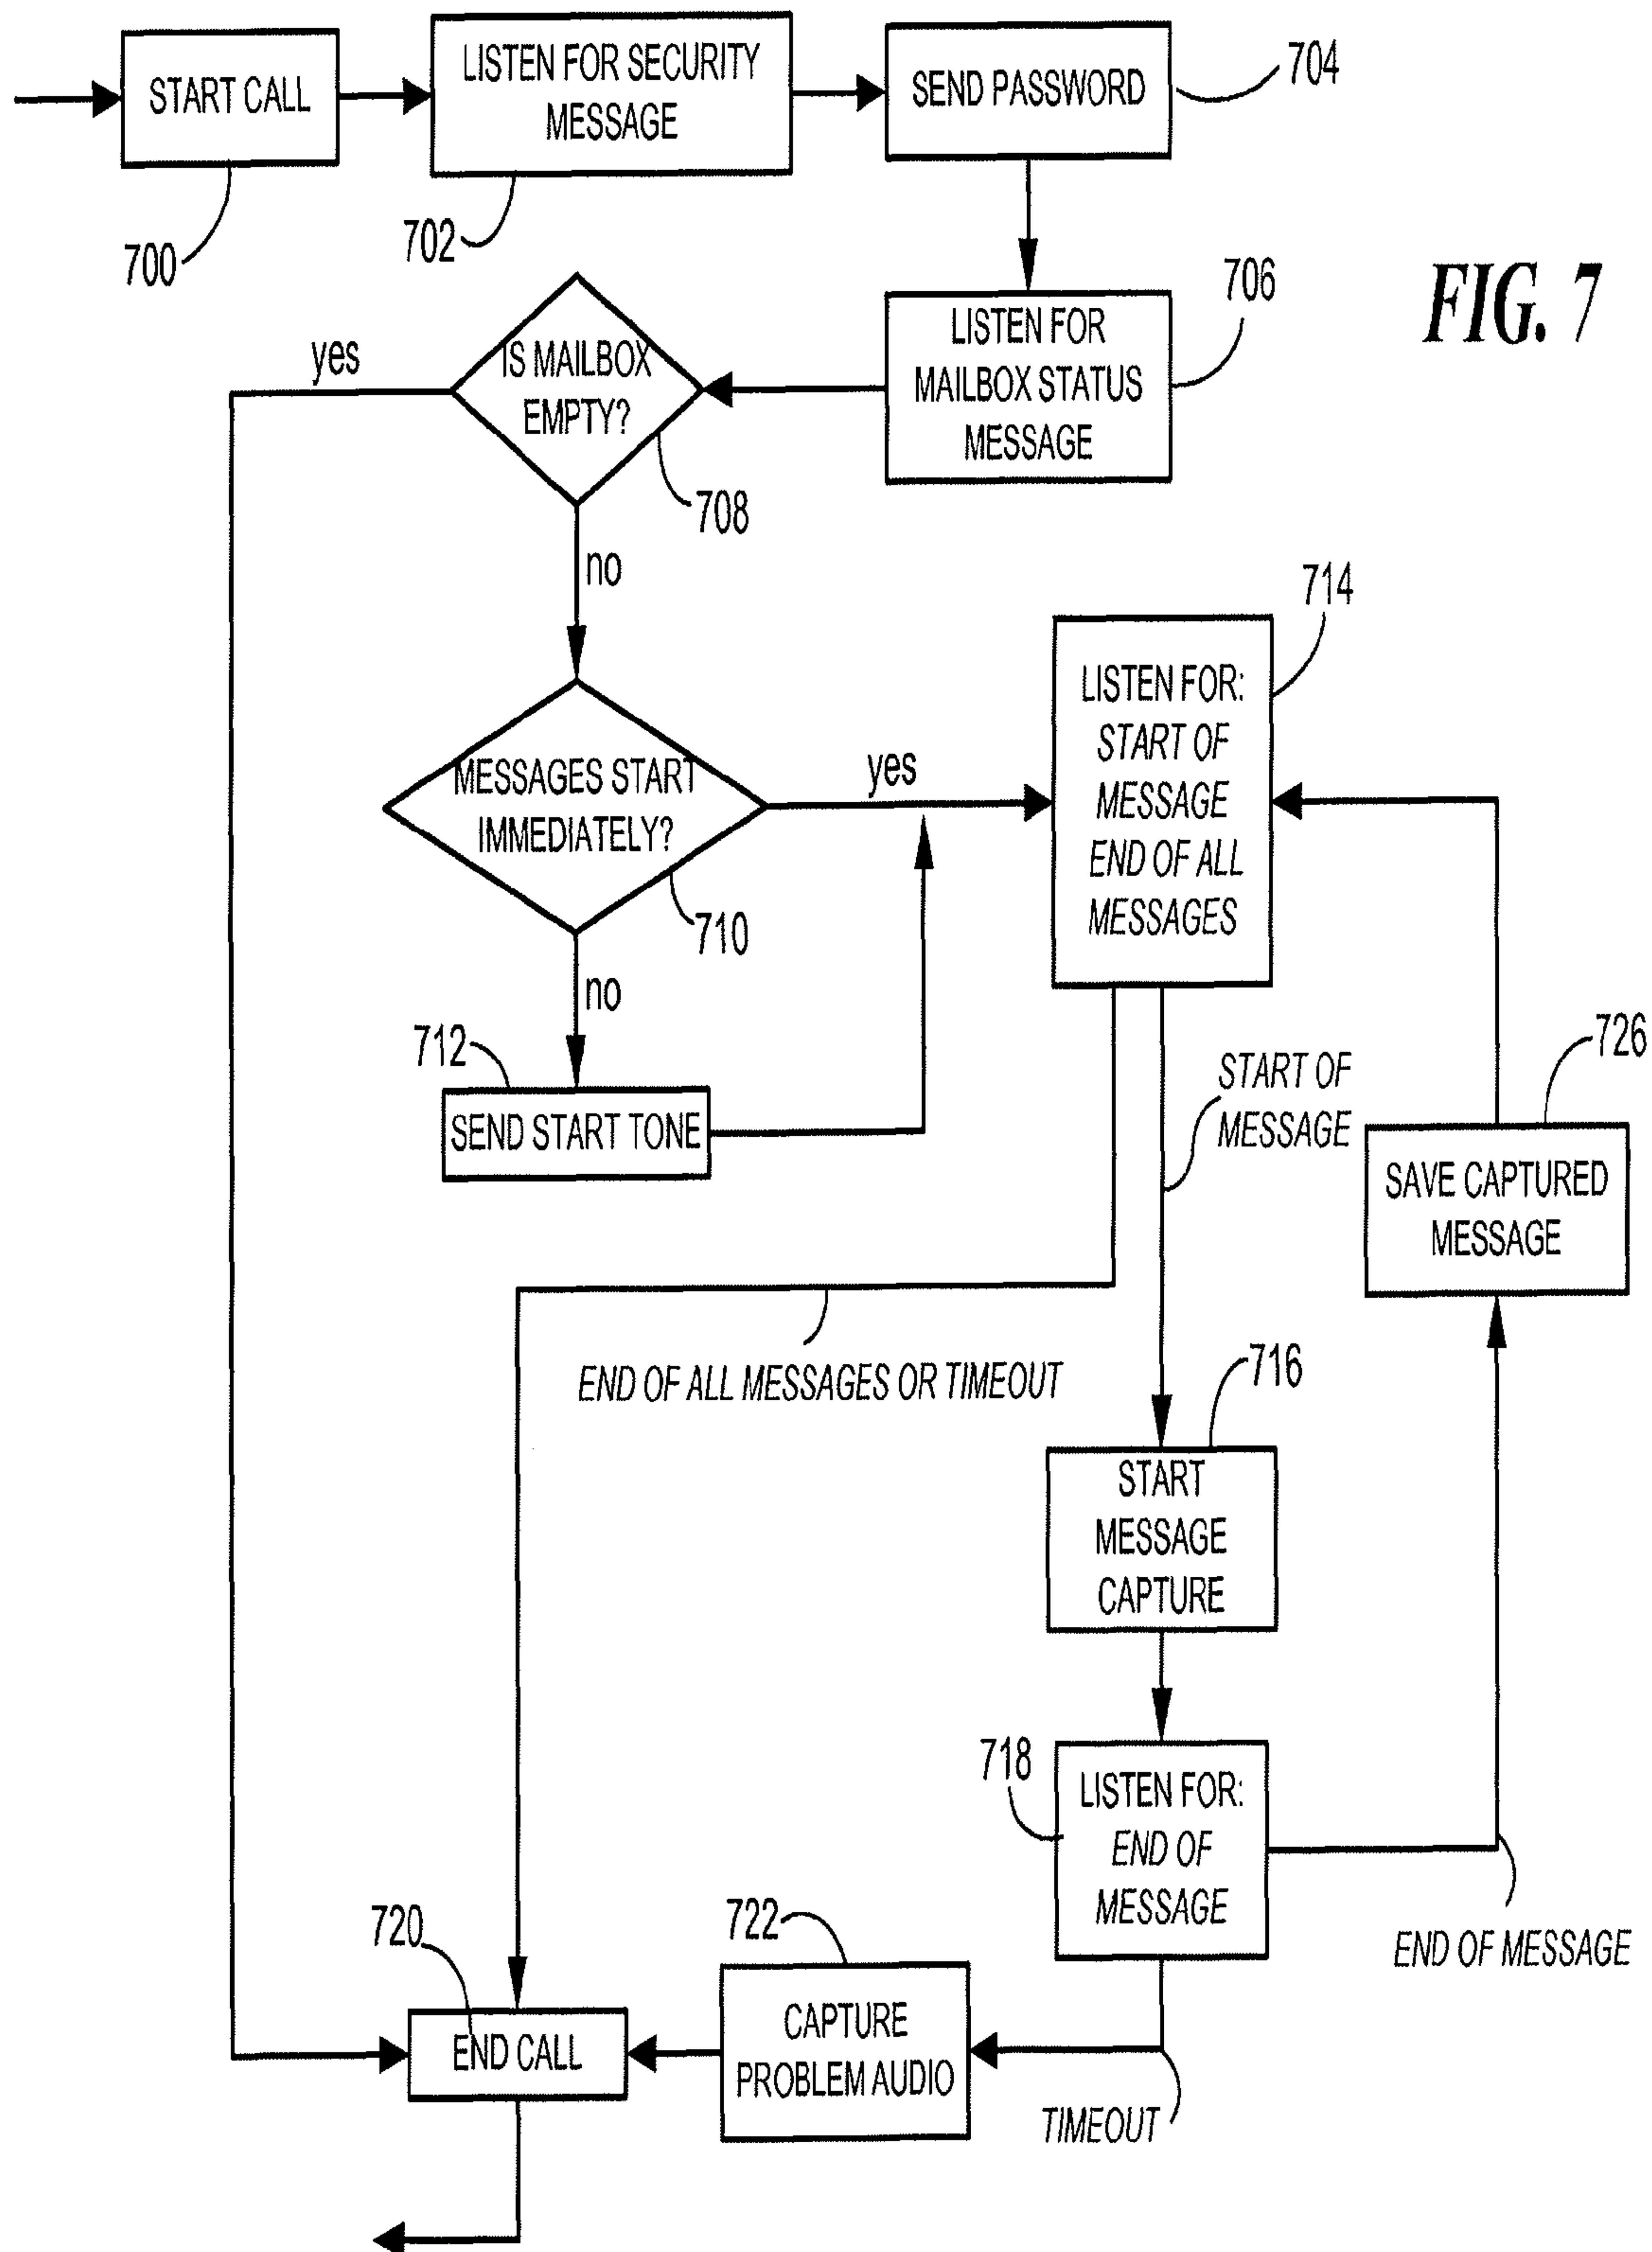 START CALL
700
LISTEN FOR SECURITY
MESSAGE
702
SEND PASSWORD
704
FIG. 7
LISTEN FOR
MAILBOX STATUS
MESSAGE
706
IS MAILBOX
EMPTY?
708
yes
no
MESSAGES START
IMMEDIATELY?
710
yes
no
712
SEND START TONE
714
LISTEN FOR:
START OF
MESSAGE
END OF ALL
MESSAGES
START OF
MESSAGE
726
SAVE CAPTURED
MESSAGE
END OF ALL MESSAGES OR TIMEOUT
716
START
MESSAGE
CAPTURE
718
LISTEN FOR:
END OF
MESSAGE
END OF MESSAGE
720
END CALL
722
CAPTURE
PROBLEM AUDIO
TIMEOUT